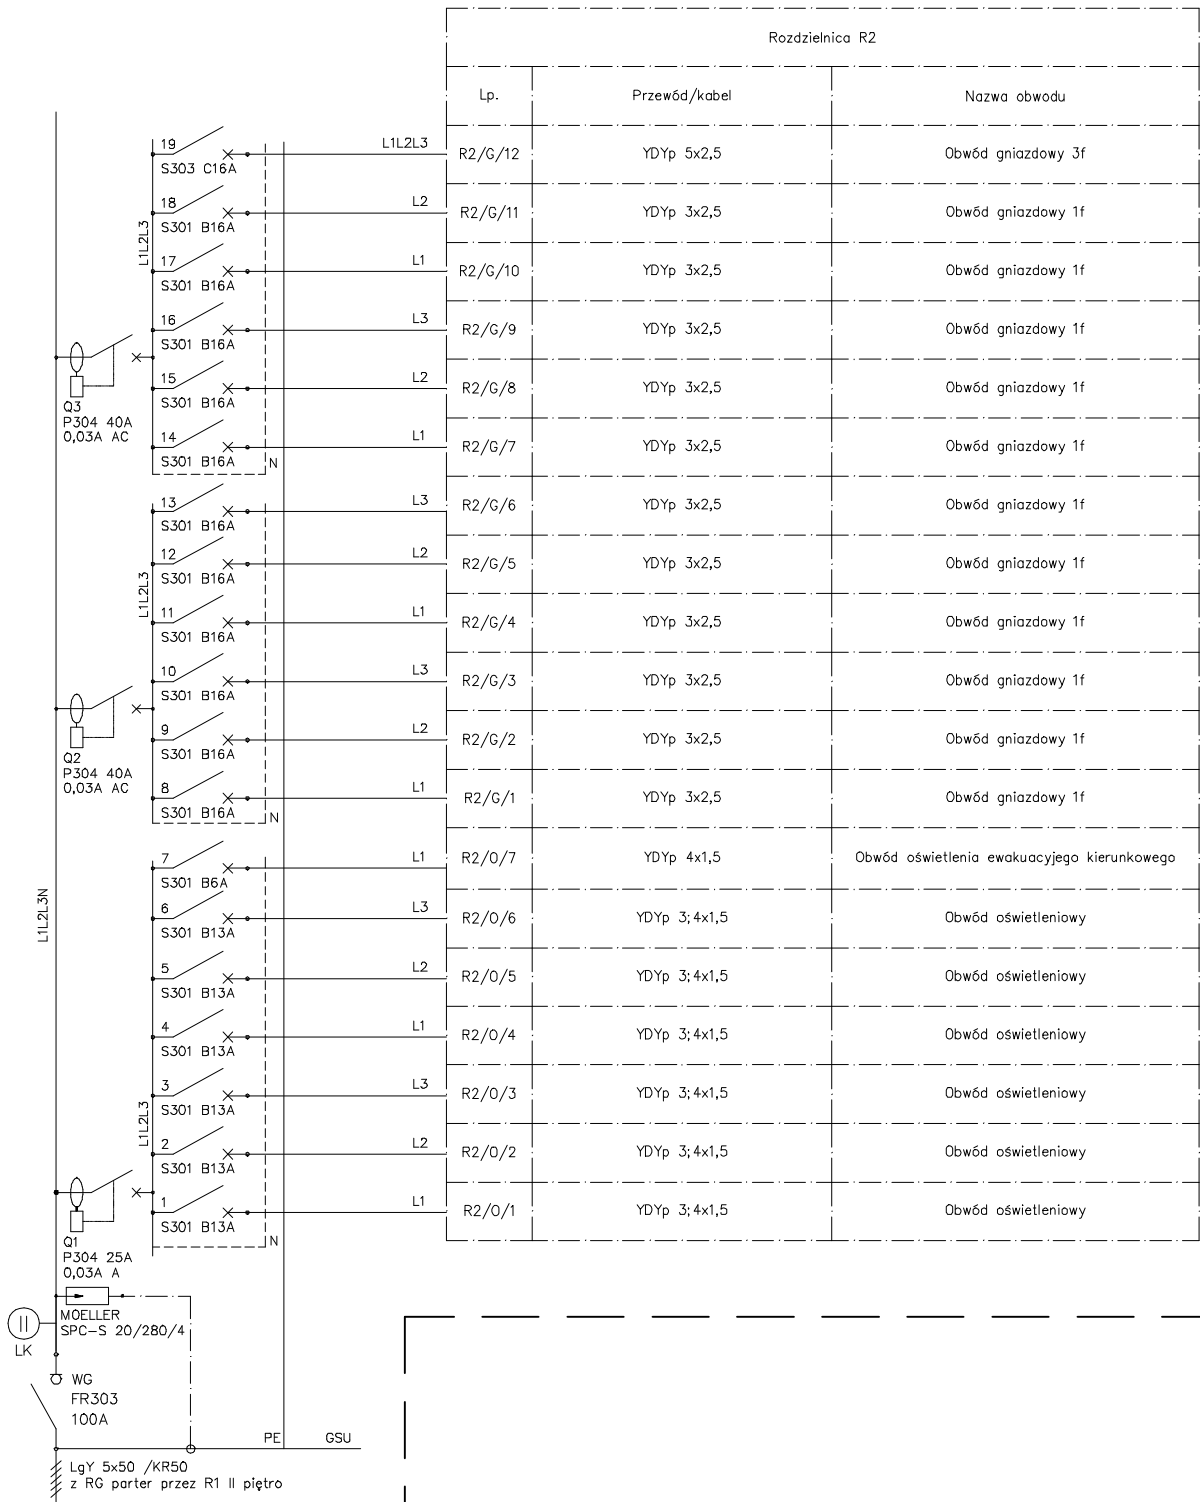 Rozdzielnica R2
Lp. Przewód/kabel Nazwa obwodu
19 L1L2L3 R2/G/12 YDYp 5x2,5 Obwód gniazdowy 3f
S303 C16A
18 L2 R2/G/11 YDYp 3x2,5 Obwód gniazdowy 1f
S301 B16A
L1L2L3
17 L1 R2/G/10 YDYp 3x2,5 Obwód gniazdowy 1f
S301 B16A
16 L3 R2/G/9 YDYp 3x2,5 Obwód gniazdowy 1f
S301 B16A
15 L2 R2/G/8 YDYp 3x2,5 Obwód gniazdowy 1f
S301 B16A
Q3
P304 40A
0,03A AC
14 L1 R2/G/7 YDYp 3x2,5 Obwód gniazdowy 1f
S301 B16A N
13 L3 R2/G/6 YDYp 3x2,5 Obwód gniazdowy 1f
S301 B16A
12 L2 R2/G/5 YDYp 3x2,5 Obwód gniazdowy 1f
S301 B16A
L1L2L3
11 L1 R2/G/4 YDYp 3x2,5 Obwód gniazdowy 1f
S301 B16A
10 L3 R2/G/3 YDYp 3x2,5 Obwód gniazdowy 1f
S301 B16A
9 L2 R2/G/2 YDYp 3x2,5 Obwód gniazdowy 1f
S301 B16A
Q2
P304 40A
0,03A AC
8 L1 R2/G/1 YDYp 3x2,5 Obwód gniazdowy 1f
S301 B16A N
7 L1 R2/O/7 YDYp 4x1,5 Obwód oświetlenia ewakuacyjego kierunkowego
S301 B6A
L1L2L3N
6 L3 R2/O/6 YDYp 3;4x1,5 Obwód oświetleniowy
S301 B13A
5 L2 R2/O/5 YDYp 3;4x1,5 Obwód oświetleniowy
S301 B13A
4 L1 R2/O/4 YDYp 3;4x1,5 Obwód oświetleniowy
S301 B13A
3 L3 R2/O/3 YDYp 3;4x1,5 Obwód oświetleniowy
S301 B13A
L1L2L3
2 L2 R2/O/2 YDYp 3;4x1,5 Obwód oświetleniowy
S301 B13A
1 L1 R2/O/1 YDYp 3;4x1,5 Obwód oświetleniowy
S301 B13A N
Q1
P304 25A
0,03A A
MOELLER
SPC-S 20/280/4
LK
WG
FR303
100A
PE GSU
LgY 5x50 /KR50
z RG parter przez R1 II piętro